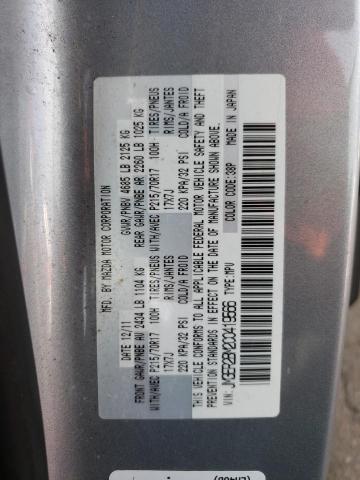 MFD. BY MAZDA MOTOR CORPORATION
DATE 12/11 GVWR/PNBV 4685 LB 2125 KG
FRONT GAWR/PNBE AV 2434 LB 1104 KG REAR GAWR/PNBE AR 2260 LB 1025 KG
WITH/AVEC P215/70R17 100H TIRES/PNEUS WITH/AVEC P215/70R17 100H TIRES/PNEUS
17X7J RIMS/JANTES 17X7J RIMS/JANTES
220 KPA/32 PSI COLD/A FROID 220 KPA/32 PSI COLD/A FROID
THIS VEHICLE CONFORMS TO ALL APPLICABLE FEDERAL MOTOR VEHICLE SAFETY AND THEFT PREVENTION
STANDARDS IN EFFECT ON THE DATE OF MANUFACTURE SHOWN ABOVE.
VIN: TYPE:MPV COLOR CODE:38P MADE IN JAPAN